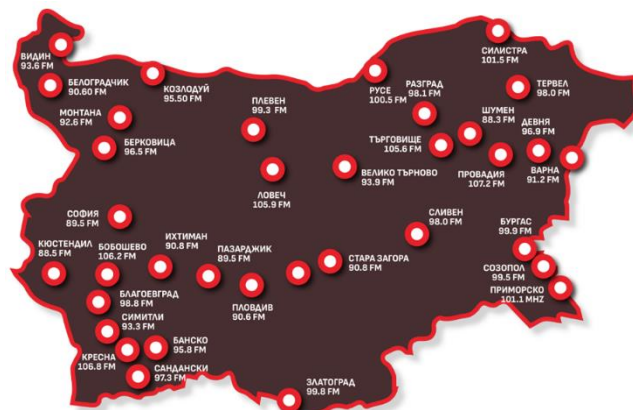 ВИДИН
93.6 FM
БЕЛОГРАДЧИК
90.60 FM
КОЗЛОДУЙ
95.50 FM
МОНТАНА
92.6 FM
БЕРКОВИЦА
96.5 FM
ПЛЕВЕН
99.3 FM
ЛОВЕЧ
105.9 FM
РУСЕ
100.5 FM
РАЗГРАД
98.1 FM
СИЛИСТРА
101.5 FM
ТЕРВЕЛ
98.0 FM
ШУМЕН
88.3 FM
ДЕВНЯ
96.9 FM
ТЪРГОВИЩЕ
105.6 FM
ПРОВАДИЯ
107.2 FM
ВАРНА
91.2 FM
ВЕЛИКО ТЪРНОВО
93.9 FM
СОФИЯ
89.5 FM
СЛИВЕН
98.0 FM
БУРГАС
99.9 FM
КЮСТЕНДИЛ
88.5 FM
БОБОШЕВО
106.2 FM
ИХТИМАН
90.8 FM
ПАЗАРДЖИК
89.5 FM
СТАРА ЗАГОРА
90.8 FM
СОЗОПОЛ
99.5 FM
ПРИМОРСКО
101.1 MHZ
БЛАГОЕВГРАД
98.8 FM
ПЛОВДИВ
90.6 FM
СИМИТЛИ
93.3 FM
БАНСКО
95.8 FM
КРЕСНА
106.8 FM
САНДАНСКИ
97.3 FM
ЗЛАТОГРАД
99.8 FM